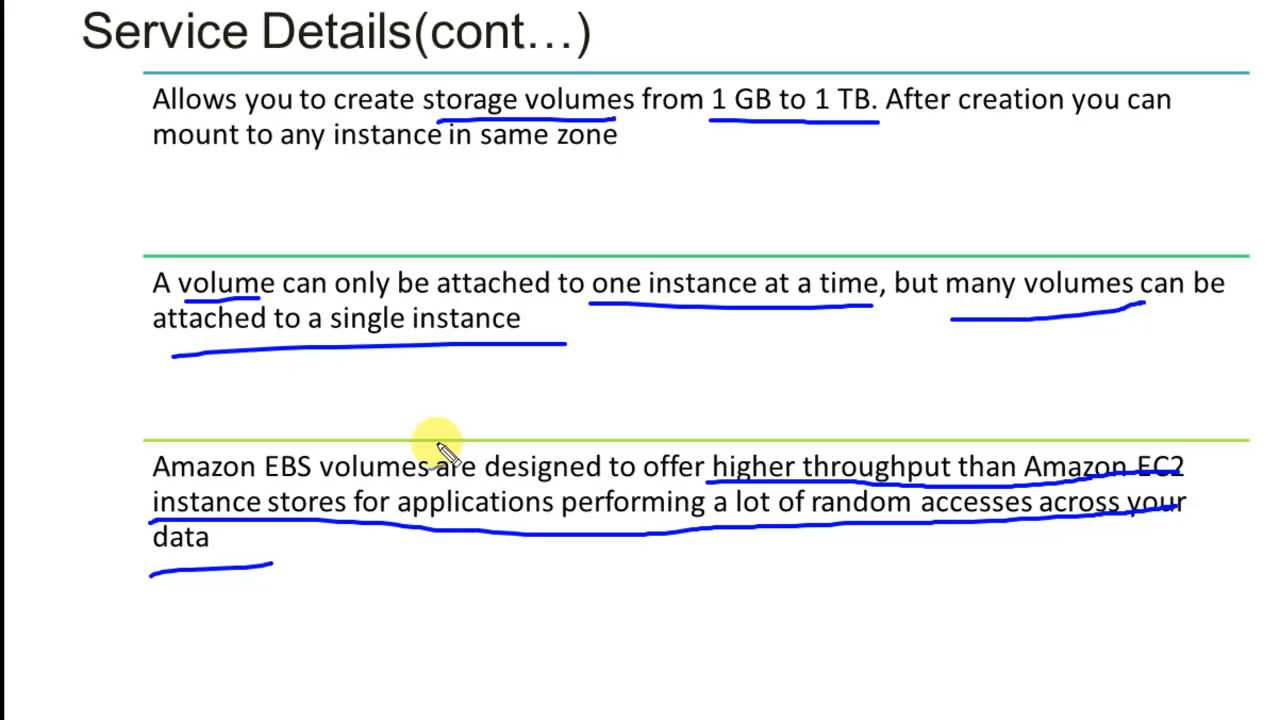 Service Details(cont…)
Allows you to create storage volumes from 1 GB to 1 TB. After creation you can
mount to any instance in same zone
A volume can only be attached to one instance at a time, but many volumes can be
attached to a single instance
Amazon EBS volumes are designed to offer higher throughput than Amazon EC2
instance stores for applications performing a lot of random accesses across your
data